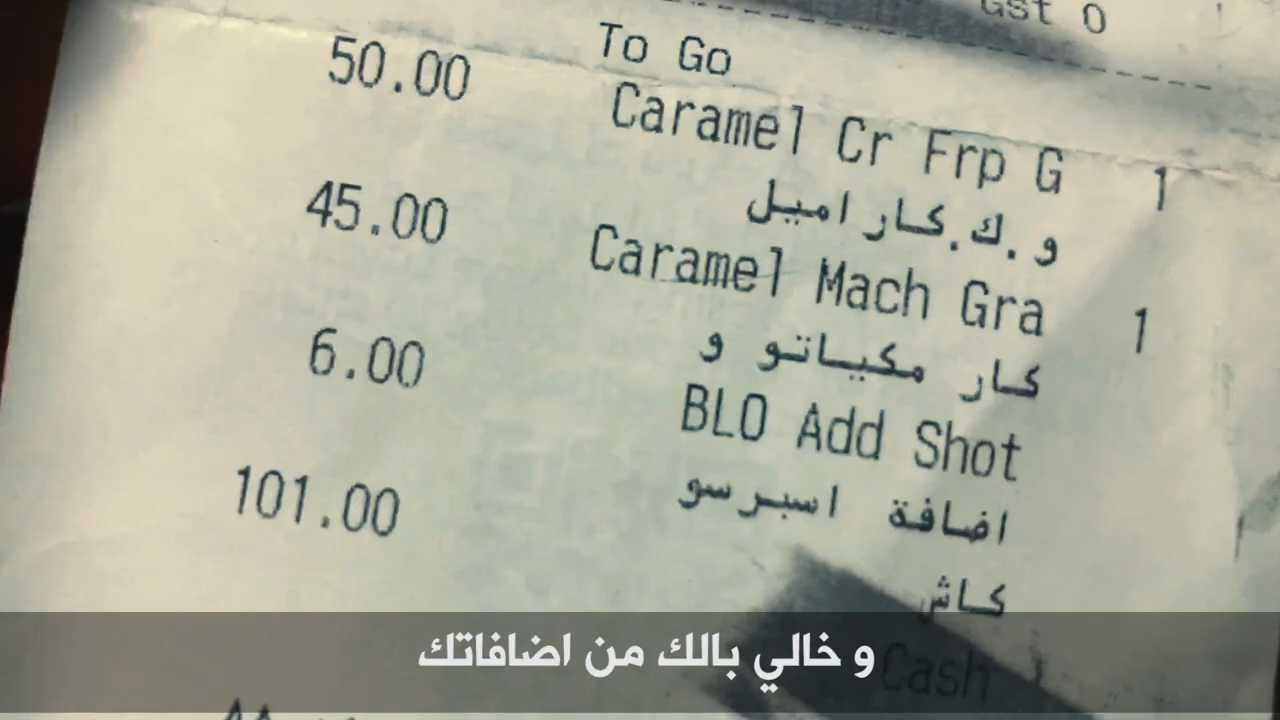 Gst 0
To Go
1 Caramel Cr Frp G 50.00
و.ك.كاراميل
1 Caramel Mach Gra 45.00
كار مكياتو و
BLO Add Shot 6.00
اضافة اسبرسو
101.00
كاش
Cash
و خالي بالك من اضافاتك